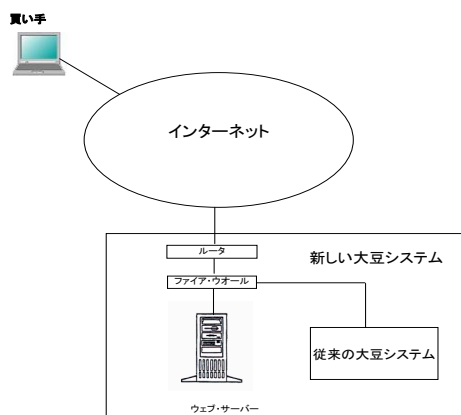 買い手
インターネット
ルータ
新しい大豆システム
ファイア・ウオール
従来の大豆システム
ウェブ・サーバー